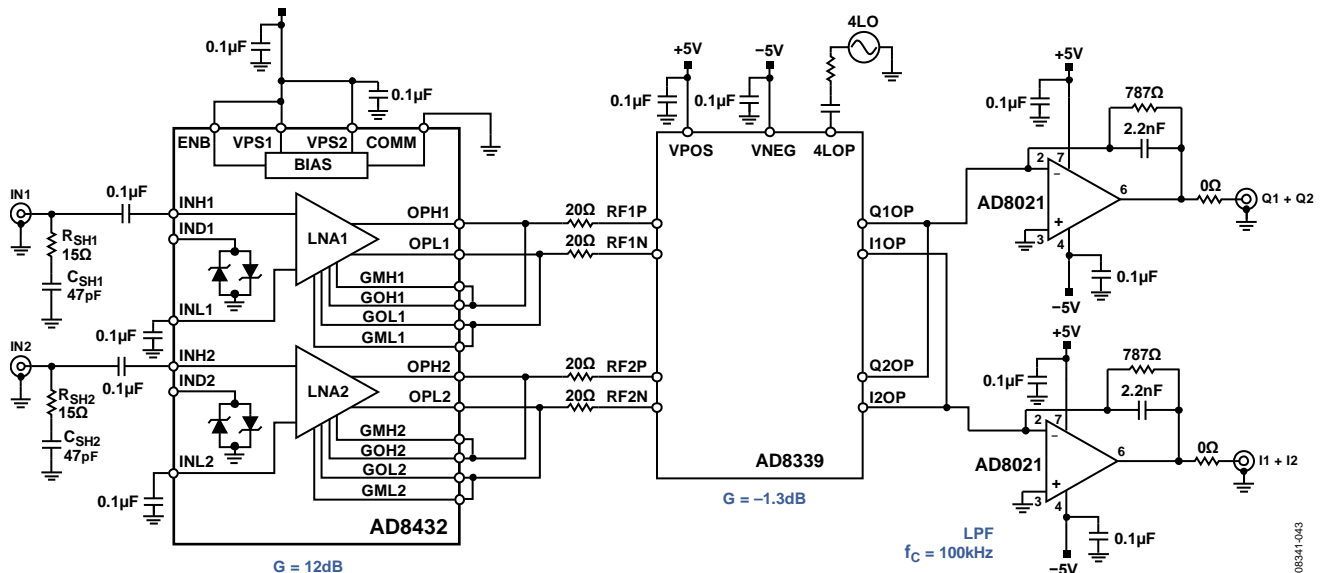 0.1µF
0.1µF
ENB
VPS1
VPS2
COMM
BIAS
IN1
0.1µF
RSH1
15Ω
CSH1
47pF
INH1
IND1
INL1
0.1µF
LNA1
OPH1
OPL1
GMH1
GOH1
GOL1
GML1
IN2
0.1µF
RSH2
15Ω
CSH2
47pF
INH2
IND2
INL2
0.1µF
LNA2
OPH2
OPL2
GMH2
GOH2
GOL2
GML2
AD8432
G = 12dB
20Ω
RF1P
20Ω
RF1N
20Ω
RF2P
20Ω
RF2N
+5V
0.1µF
VPOS
−5V
0.1µF
VNEG
4LO
4LOP
Q1OP
I1OP
Q2OP
I2OP
AD8339
G = −1.3dB
+5V
0.1µF
787Ω
2.2nF
2
7
−
AD8021
6
+
3
4
0Ω
Q1 + Q2
0.1µF
−5V
+5V
0.1µF
787Ω
2.2nF
2
7
−
AD8021
6
+
3
4
0Ω
I1 + I2
0.1µF
−5V
LPF
fC = 100kHz
08341-043